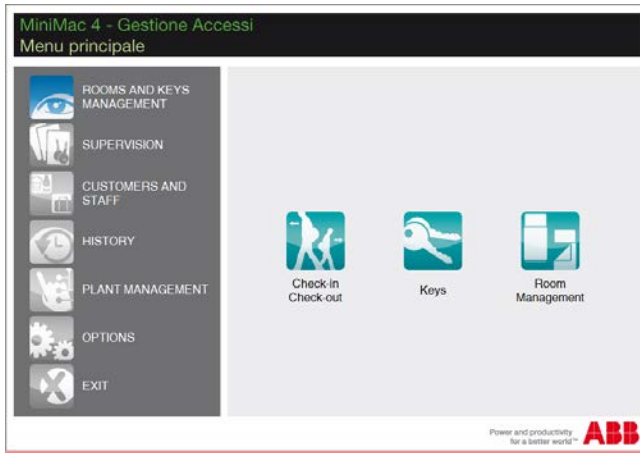 MiniMac 4 - Gestione Accessi
Menu principale
ROOMS AND KEYS
MANAGEMENT
SUPERVISION
CUSTOMERS AND
STAFF
HISTORY
PLANT MANAGEMENT
OPTIONS
EXIT
Check-in
Check-out
Keys
Room
Management
Power and productivity
for a better world™
ABB